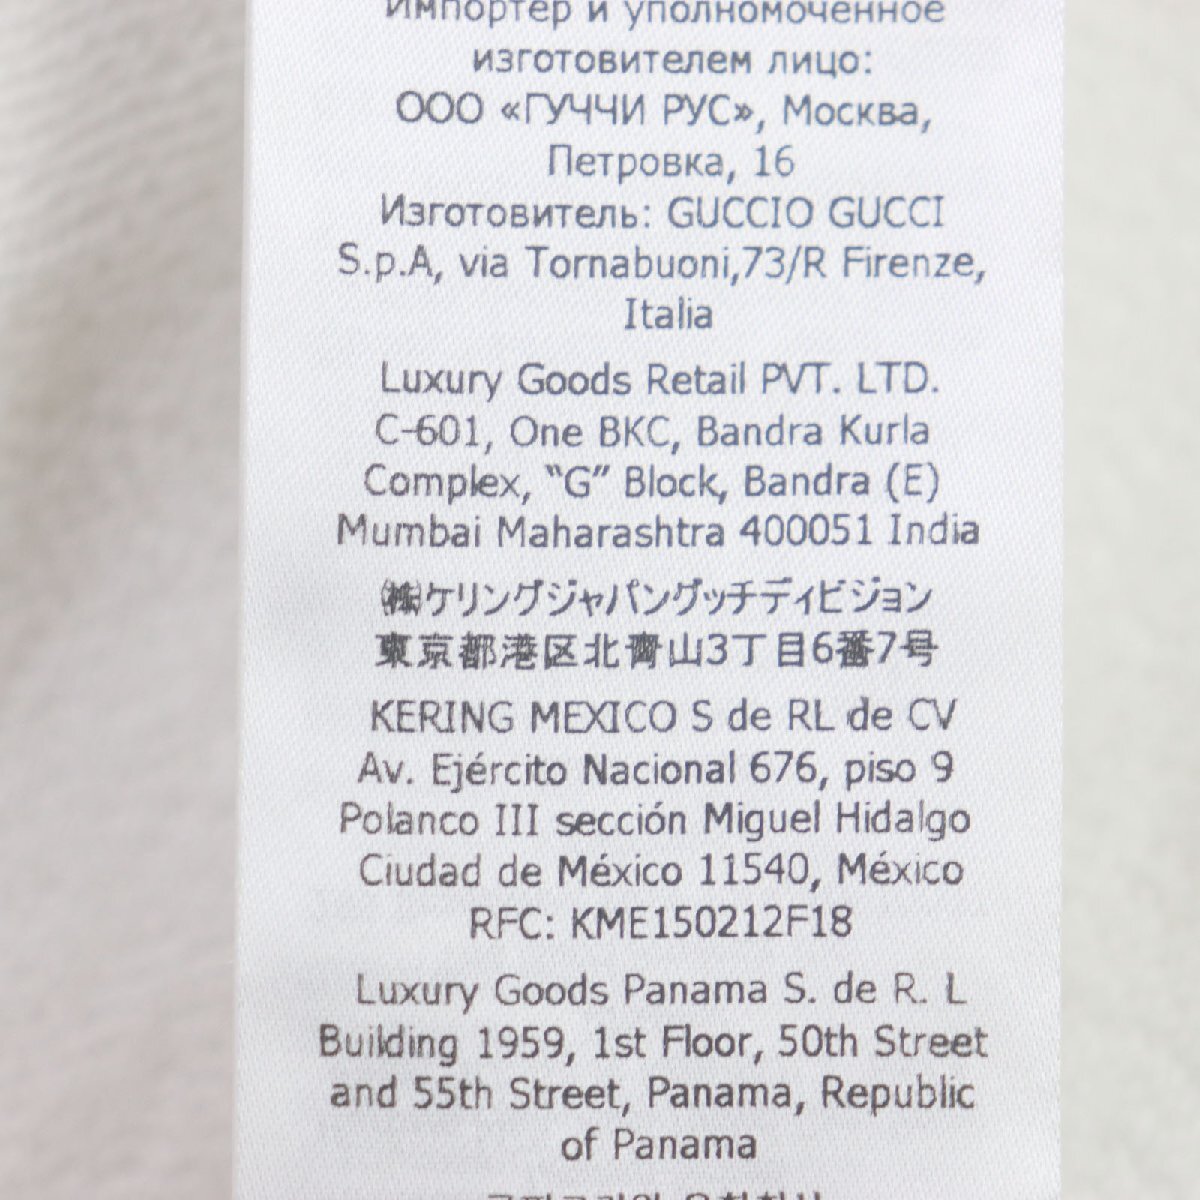 Импортер и уполномоченное
изготовителем лицо:
ООО «ГУЧЧИ РУС», Москва,
Петровка, 16
Изготовитель: GUCCIO GUCCI
S.p.A, via Tornabuoni,73/R Firenze,
Italia
Luxury Goods Retail PVT. LTD.
C-601, One BKC, Bandra Kurla
Complex, “G” Block, Bandra (E)
Mumbai Maharashtra 400051 India
㈱ケリングジャパングッチディビジョン
東京都港区北青山3丁目6番7号
KERING MEXICO S de RL de CV
Av. Ejército Nacional 676, piso 9
Polanco III sección Miguel Hidalgo
Ciudad de México 11540, México
RFC: KME150212F18
Luxury Goods Panama S. de R. L
Building 1959, 1st Floor, 50th Street
and 55th Street, Panama, Republic
of Panama